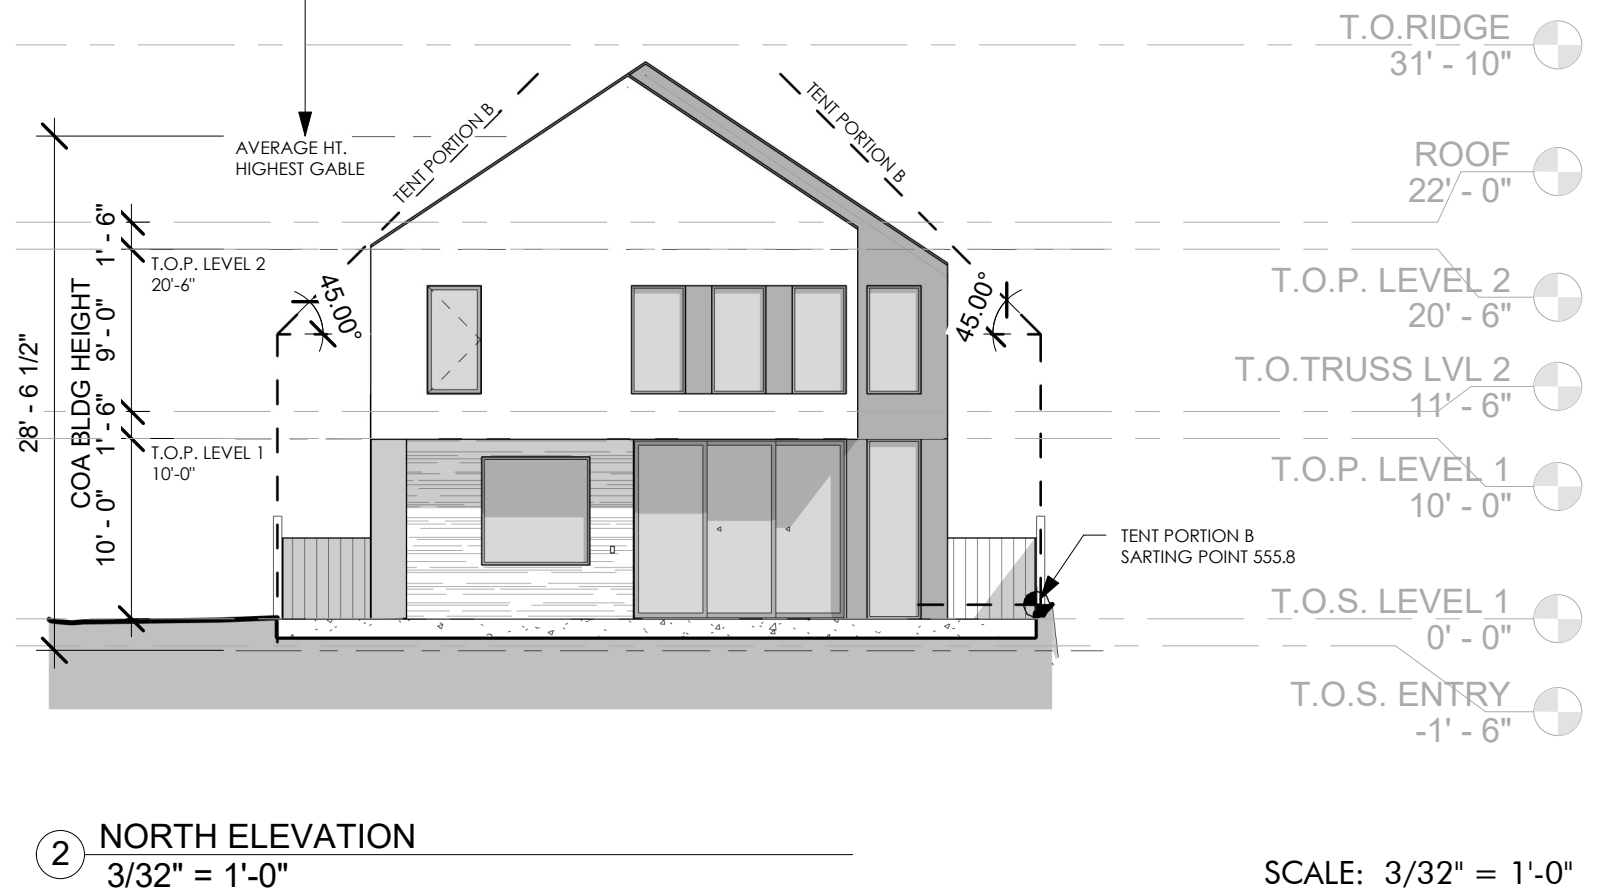 T.O.RIDGE
31' - 10"
TENT PORTION B
TENT PORTION B
AVERAGE HT.
HIGHEST GABLE
ROOF
22' - 0"
1' - 6"
T.O.P. LEVEL 2
20'-6"
45.00°
45.00°
T.O.P. LEVEL 2
20' - 6"
9' - 0"
28' - 6 1/2"
COA BLDG HEIGHT
T.O.TRUSS LVL 2
11' - 6"
1' - 6"
T.O.P. LEVEL 1
10'-0"
T.O.P. LEVEL 1
10' - 0"
10' - 0"
TENT PORTION B
SARTING POINT 555.8
T.O.S. LEVEL 1
0' - 0"
T.O.S. ENTRY
-1' - 6"
2
NORTH ELEVATION
3/32" = 1'-0"
SCALE: 3/32" = 1'-0"